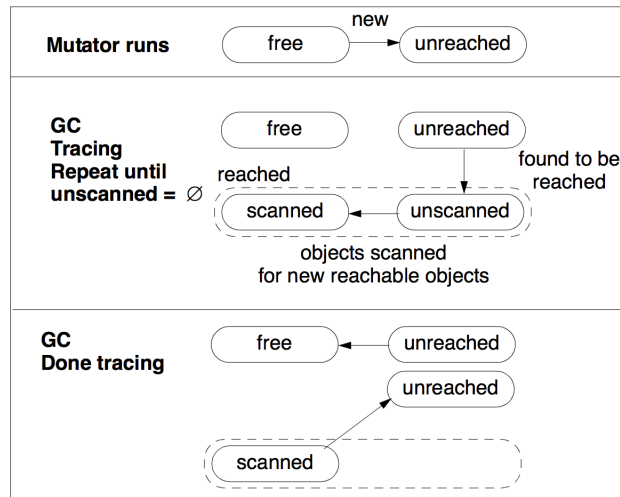 new
Mutator runs
free
unreached
GC
Tracing
Repeat until
unscanned = ∅
free
unreached
found to be
reached
reached
scanned
unscanned
objects scanned
for new reachable objects
GC
Done tracing
free
unreached
unreached
scanned